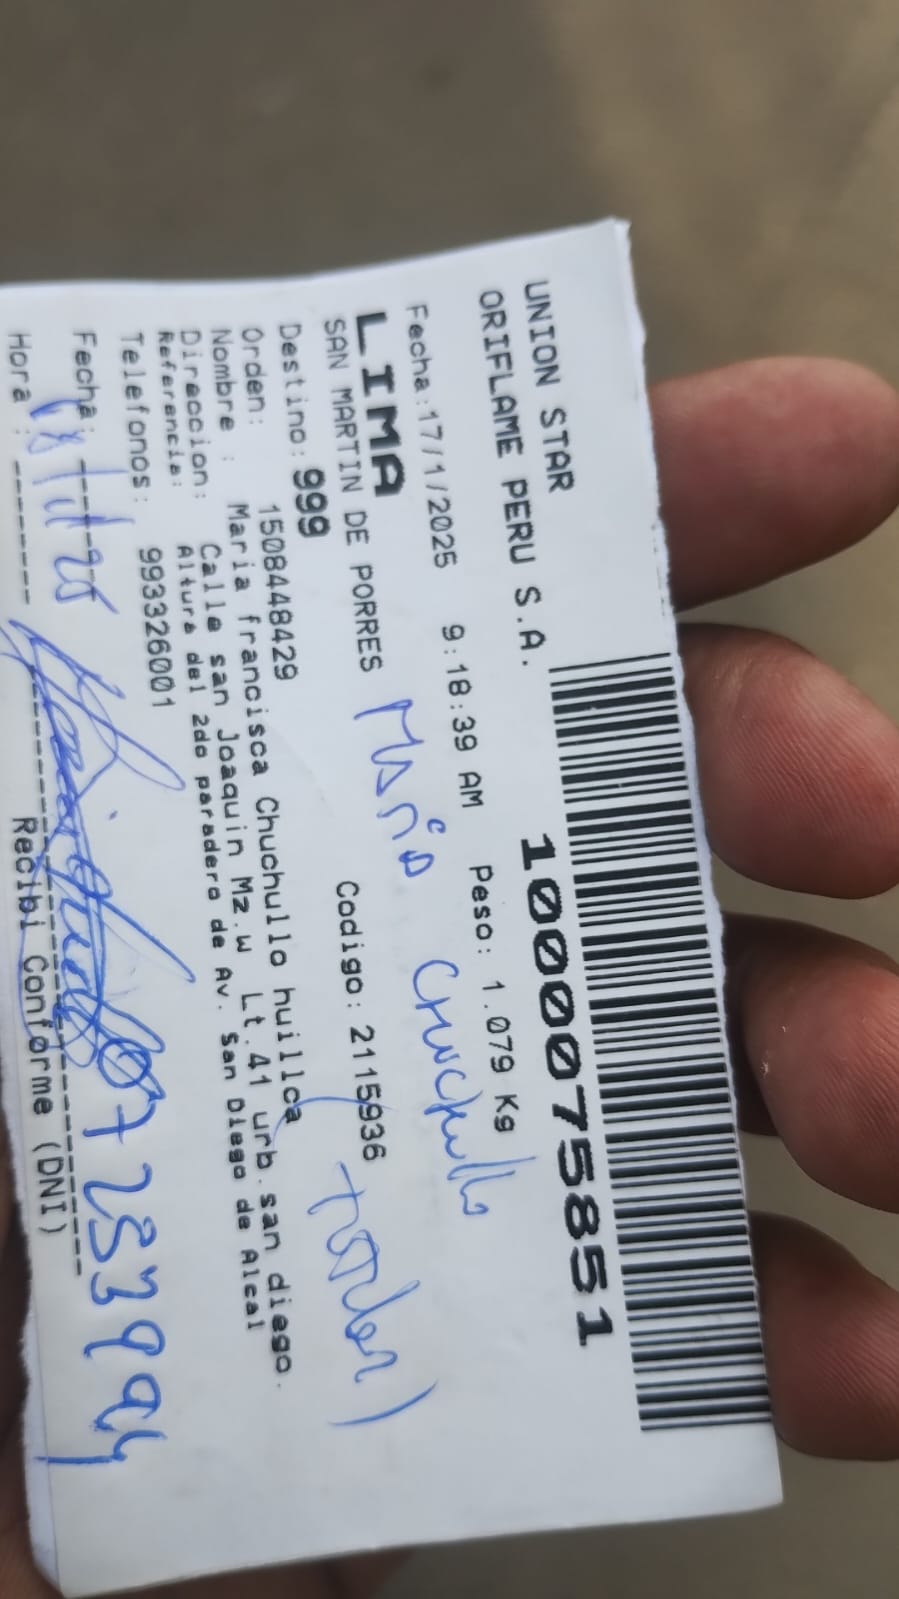 UNION STAR
ORIFLAME PERU S.A.
1000075851
Fecha:17/1/2025 9:18:39 AM Peso: 1.079 Kg
LIMA
SAN MARTIN DE PORRES
Maria Chuchullo
Destino: 999 Codigo: 2115936
Orden: 1508448429
Nombre : Maria francisca Chuchullo huillca
Direccion: Calle san Joaquin Mz.w Lt.41 urb.san diego.
Referencia: Altura del 2do paradero de Av. San Diego de Alcal
Telefonos: 993326001
Fecha: 18/1/25
Hora :
Recibi Conforme (DNI)